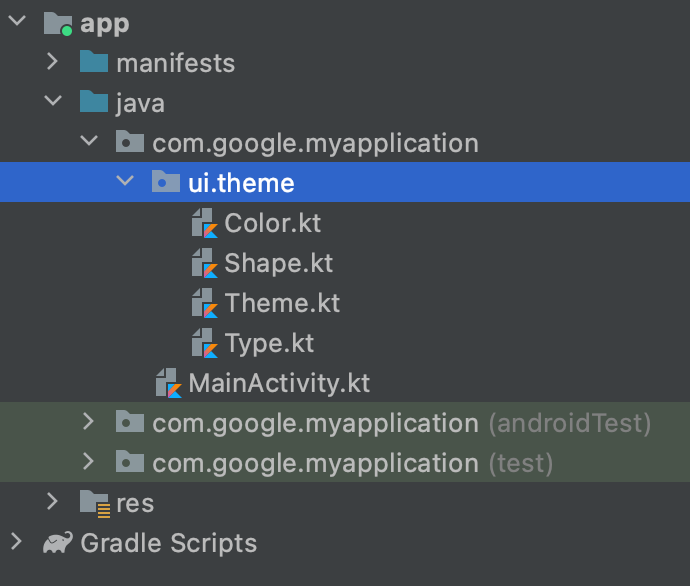 app
manifests
java
com.google.myapplication
ui.theme
Color.kt
Shape.kt
Theme.kt
Type.kt
MainActivity.kt
com.google.myapplication (androidTest)
com.google.myapplication (test)
res
Gradle Scripts